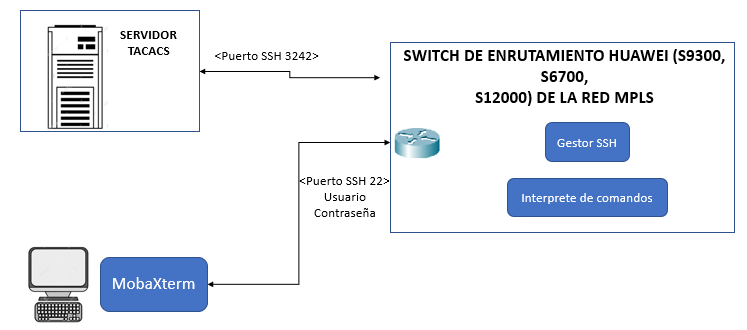 SERVIDOR
TACACS
<Puerto SSH 3242>
SWITCH DE ENRUTAMIENTO HUAWEI (S9300,
S6700,
S12000) DE LA RED MPLS
Gestor SSH
<Puerto SSH 22>
Usuario
Contraseña
Interprete de comandos
MobaXterm